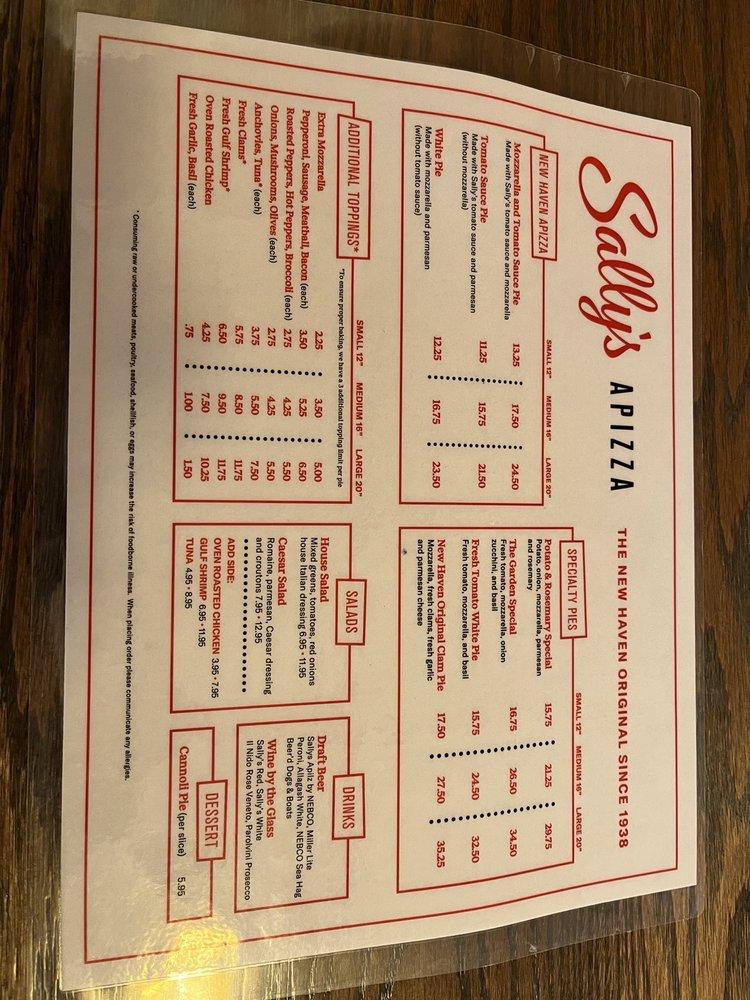 Sally's APIZZA THE NEW HAVEN ORIGINAL SINCE 1938
NEW HAVEN APIZZA
SMALL 12" MEDIUM 16" LARGE 20"
Mozzarella and Tomato Sauce Pie 13.25 17.50 24.50
Made with Sally's tomato sauce and mozzarella
Tomato Sauce Pie 11.25 15.75 21.50
Made with Sally's tomato sauce and parmesan
(without mozzarella)
White Pie 12.25 16.75 23.50
Made with mozzarella and parmesan
(without tomato sauce)
SPECIALTY PIES
SMALL 12" MEDIUM 16" LARGE 20"
Potato & Rosemary Special 15.75 21.25 29.75
Potato, onion, mozzarella, parmesan
and rosemary
The Garden Special 16.75 26.50 34.50
Fresh tomato, mozzarella, onion
zucchini, and basil
Fresh Tomato White Pie 15.75 24.50 32.50
Fresh tomato, mozzarella, and basil
New Haven Original Clam Pie 17.50 27.50 35.25
Mozzarella, fresh clams, fresh garlic
and parmesan cheese
ADDITIONAL TOPPINGS*
SMALL 12" MEDIUM 16" LARGE 20"
*To ensure proper baking, we have a 3 additional topping limit per pie
Extra Mozzarella 2.25 3.50 5.00
Pepperoni, Sausage, Meatball, Bacon (each) 3.50 5.25 6.50
Roasted Peppers, Hot Peppers, Broccoli (each) 2.75 4.25 5.50
Onions, Mushrooms, Olives (each) 2.75 4.25 5.50
Anchovies, Tuna* (each) 3.75 5.50 7.50
Fresh Clams* 5.75 8.50 11.75
Fresh Gulf Shrimp* 6.50 9.50 11.75
Oven Roasted Chicken 4.25 7.50 10.25
Fresh Garlic, Basil (each) .75 1.00 1.50
SALADS
House Salad
Mixed greens, tomatoes, red onions
house Italian dressing 6.95 • 11.95
Caesar Salad
Romaine, parmesan, Caesar dressing
and croutons 7.95 • 12.95
ADD SIDE:
OVEN ROASTED CHICKEN 3.95 • 7.95
GULF SHRIMP 6.95 • 11.95
TUNA 4.95 • 8.95
DRINKS
Draft Beer
Sallys Apilz by NEBCO, Miller Lite
Peroni, Allagash White, NEBCO Sea Hag
Beer'd Dogs & Boats
Wine by the Glass
Sally's Red, Sally's White
Il Nido Rose Veneto, Parolvini Prosecco
DESSERT
Cannoli Pie (per slice) 5.95
* Consuming raw or undercooked meats, poultry, seafood, shellfish, or eggs may increase the risk of foodborne illness. When placing order please communicate any allergies.